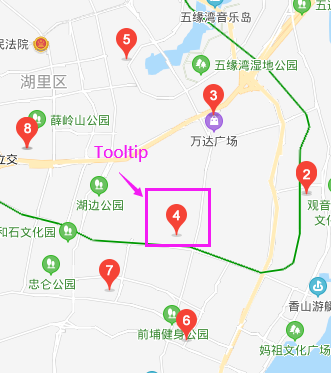 五缘湾音乐岛
五
5
民法院
五缘湾湿地公园
湖里区
3
薛岭山公园
8
万达广场
立交
Tooltip
2
湖边公园
观音
文化
4
和石文化园
忠仑公园
7
香山游艇
6
前埔健身公园
妈祖文化广场